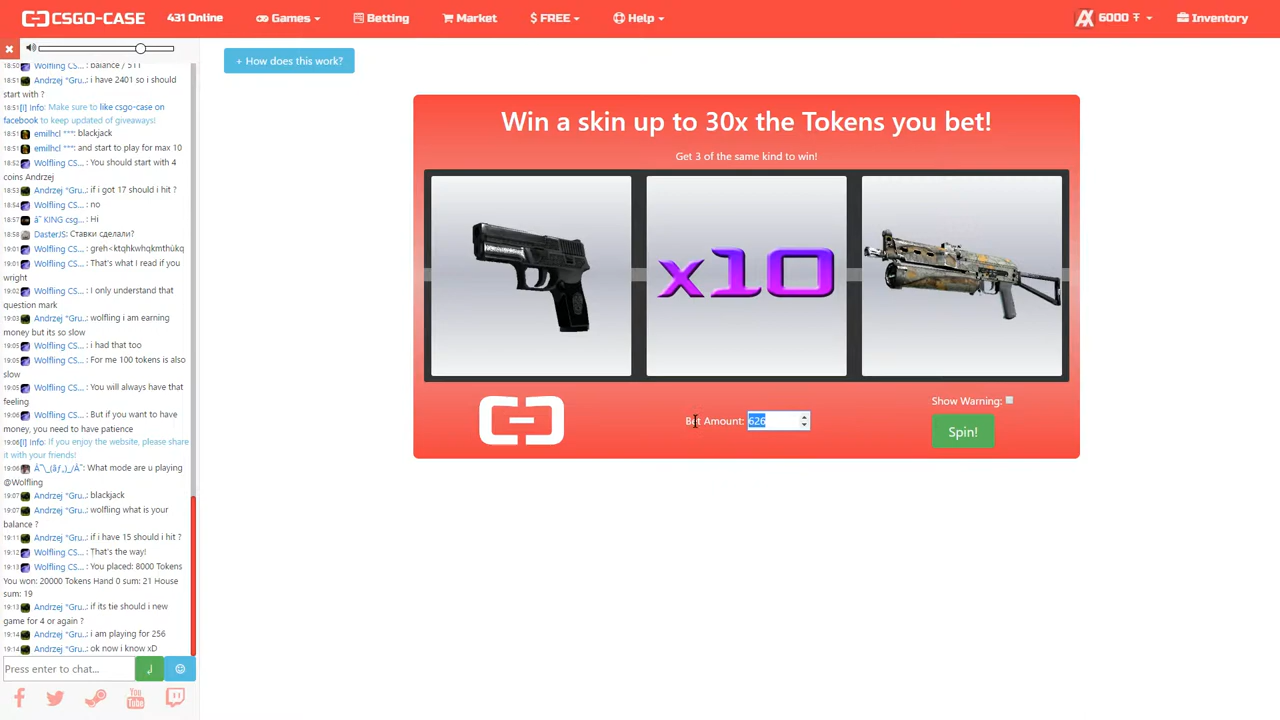 CSGO-CASE
431 Online
Games
Betting
Market
$ FREE
Help
6000
Inventory
+ How does this work?
Wolfling CS... : balance / 511
18:51 Andrzej "Gru..: i have 2401 so i should
start with ?
18:51[!] Info: Make sure to like csgo-case on
facebook to keep updated of giveaways!
18:51 emilhcl ***: blackjack
18:51 emilhcl ***: and start to play for max 10
18:52 Wolfling CS... : You should start with 4
coins Andrzej
18:53 Andrzej "Gru..: if i got 17 should i hit ?
18:54 Wolfling CS... : no
18:57 KING csg... : Hi
18:58 DasterJS: Ставки сделали?
19:01 Wolfling CS... : greh<ktqhkwhqkmthúkq
19:01 Wolfling CS... : That's what I read if you
wright
19:02 Wolfling CS... : I only understand that
question mark
19:03 Andrzej "Gru..: wolfling i am earning
money but its so slow
19:05 Wolfling CS... : i had that too
19:05 Wolfling CS... : For me 100 tokens is also
slow
19:05 Wolfling CS... : You will always have that
feeling
19:06 Wolfling CS... : But if you want to have
money, you need to have patience
19:06[!] Info: If you enjoy the website, please share
it with your friends!
19:06 : What mode are u playing
@Wolfling
19:07 Andrzej "Gru..: blackjack
19:07 Andrzej "Gru..: wolfling what is your
balance ?
19:11 Andrzej "Gru..: if i have 15 should i hit ?
19:12 Wolfling CS... : That's the way!
19:13 Wolfling CS... : You placed: 8000 Tokens
You won: 20000 Tokens Hand 0 sum: 21 House
sum: 19
19:13 Andrzej "Gru..: if its tie should i new
game for 4 or again ?
19:14 Andrzej "Gru..: i am playing for 256
19:14 Andrzej "Gru..: ok now i know xD
Press enter to chat...
You
Tube
Win a skin up to 30x the Tokens you bet!
Get 3 of the same kind to win!
x10
Bet Amount: 626
Show Warning:
Spin!